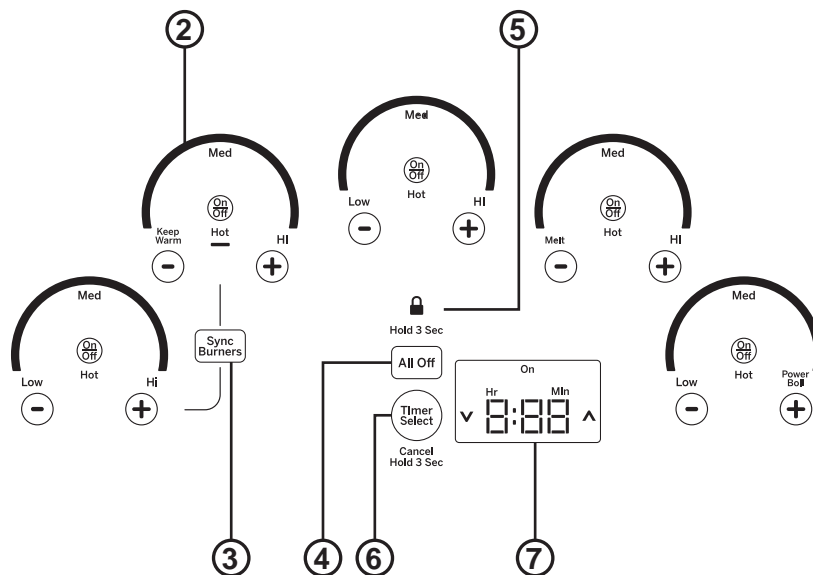 2
5
Med
On
Off
Hot
Keep
Warm
-
HI
+
Med
On
Off
Hot
Low
-
HI
+
Med
On
Off
Hot
Melt
-
HI
+
Med
On
Off
Hot
Low
-
Hi
+
Sync
Burners
Hold 3 Sec
All Off
Timer
Select
Cancel
Hold 3 Sec
On
Hr
Min
8:88
Med
On
Off
Hot
Low
-
Power
Boil
+
3
4
6
7